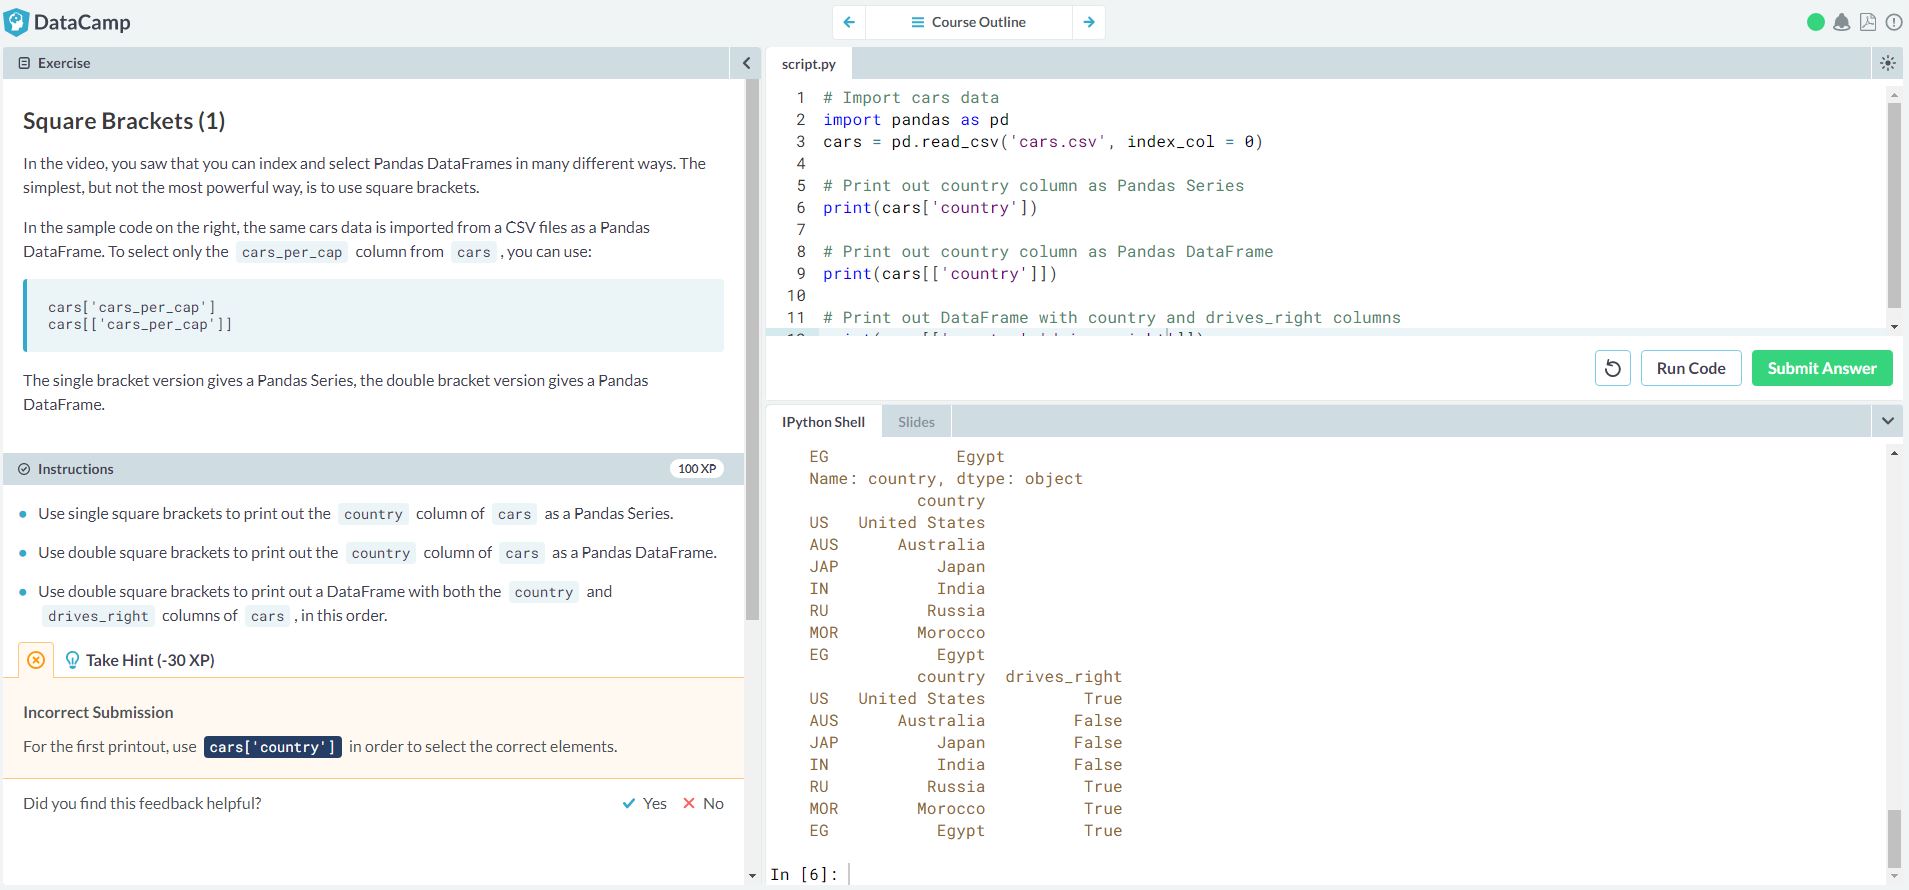 DataCamp
Course Outline
Exercise
Square Brackets (1)
In the video, you saw that you can index and select Pandas DataFrames in many different ways. The
simplest, but not the most powerful way, is to use square brackets.
In the sample code on the right, the same cars data is imported from a CSV files as a Pandas
DataFrame. To select only the cars_per_cap column from cars , you can use:
cars['cars_per_cap']
cars[['cars_per_cap']]
The single bracket version gives a Pandas Series, the double bracket version gives a Pandas
DataFrame.
Instructions
100 XP
Use single square brackets to print out the country column of cars as a Pandas Series.
Use double square brackets to print out the country column of cars as a Pandas DataFrame.
Use double square brackets to print out a DataFrame with both the country and
drives_right columns of cars , in this order.
Take Hint (-30 XP)
Incorrect Submission
For the first printout, use cars['country'] in order to select the correct elements.
Did you find this feedback helpful?
Yes
No
script.py
1 # Import cars data
2 import pandas as pd
3 cars = pd.read_csv('cars.csv', index_col = 0)
4
5 # Print out country column as Pandas Series
6 print(cars['country'])
7
8 # Print out country column as Pandas DataFrame
9 print(cars[['country']])
10
11 # Print out DataFrame with country and drives_right columns
Run Code
Submit Answer
IPython Shell
Slides
EG Egypt
Name: country, dtype: object
country
US United States
AUS Australia
JAP Japan
IN India
RU Russia
MOR Morocco
EG Egypt
country drives_right
US United States True
AUS Australia False
JAP Japan False
IN India False
RU Russia True
MOR Morocco True
EG Egypt True
In [6]: